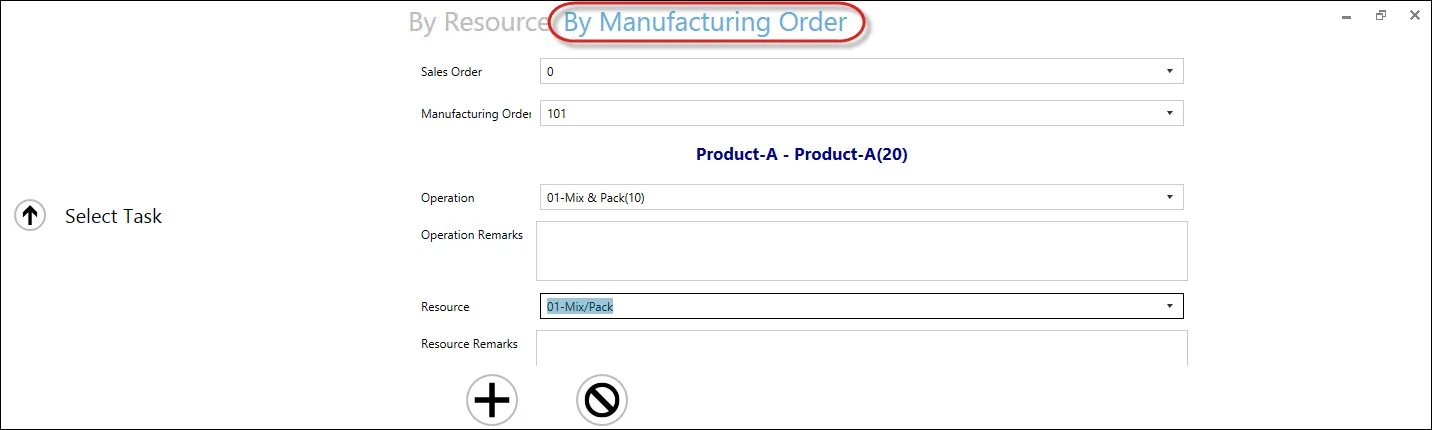 By Resource By Manufacturing Order
Sales Order 0
Manufacturing Order 101
Product-A - Product-A(20)
Operation 01-Mix & Pack(10)
Select Task
Operation Remarks
Resource 01-Mix/Pack
Resource Remarks